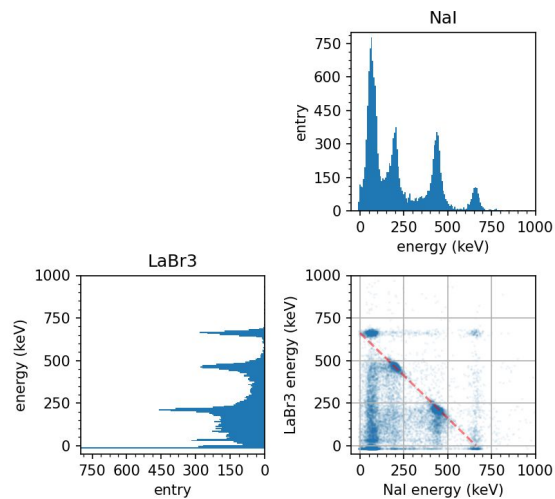 NaI
750
600
450
300
150
0
entry
0 250 500 750 1000
energy (keV)
LaBr3
1000
750
500
250
0
energy (keV)
750 600 450 300 150 0
entry
1000
750
500
250
0
LaBr3 energy (keV)
0 250 500 750 1000
NaI energy (keV)